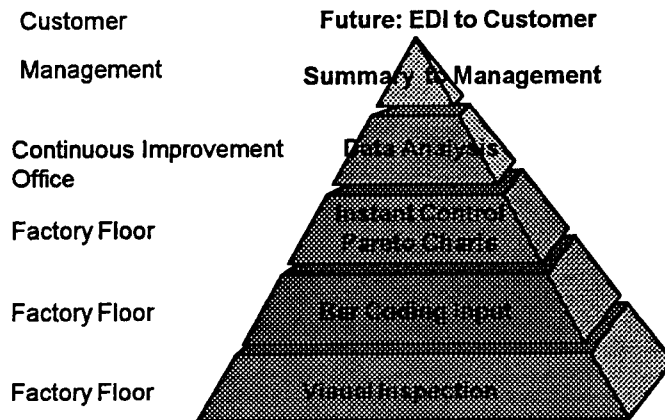 Customer Future: EDI to Customer
Management Summary to Management
Continuous Improvement Data Analysis
Office
Factory Floor Instant Control
Pareto Charts
Factory Floor Bar Coding Input
Factory Floor Visual Inspection